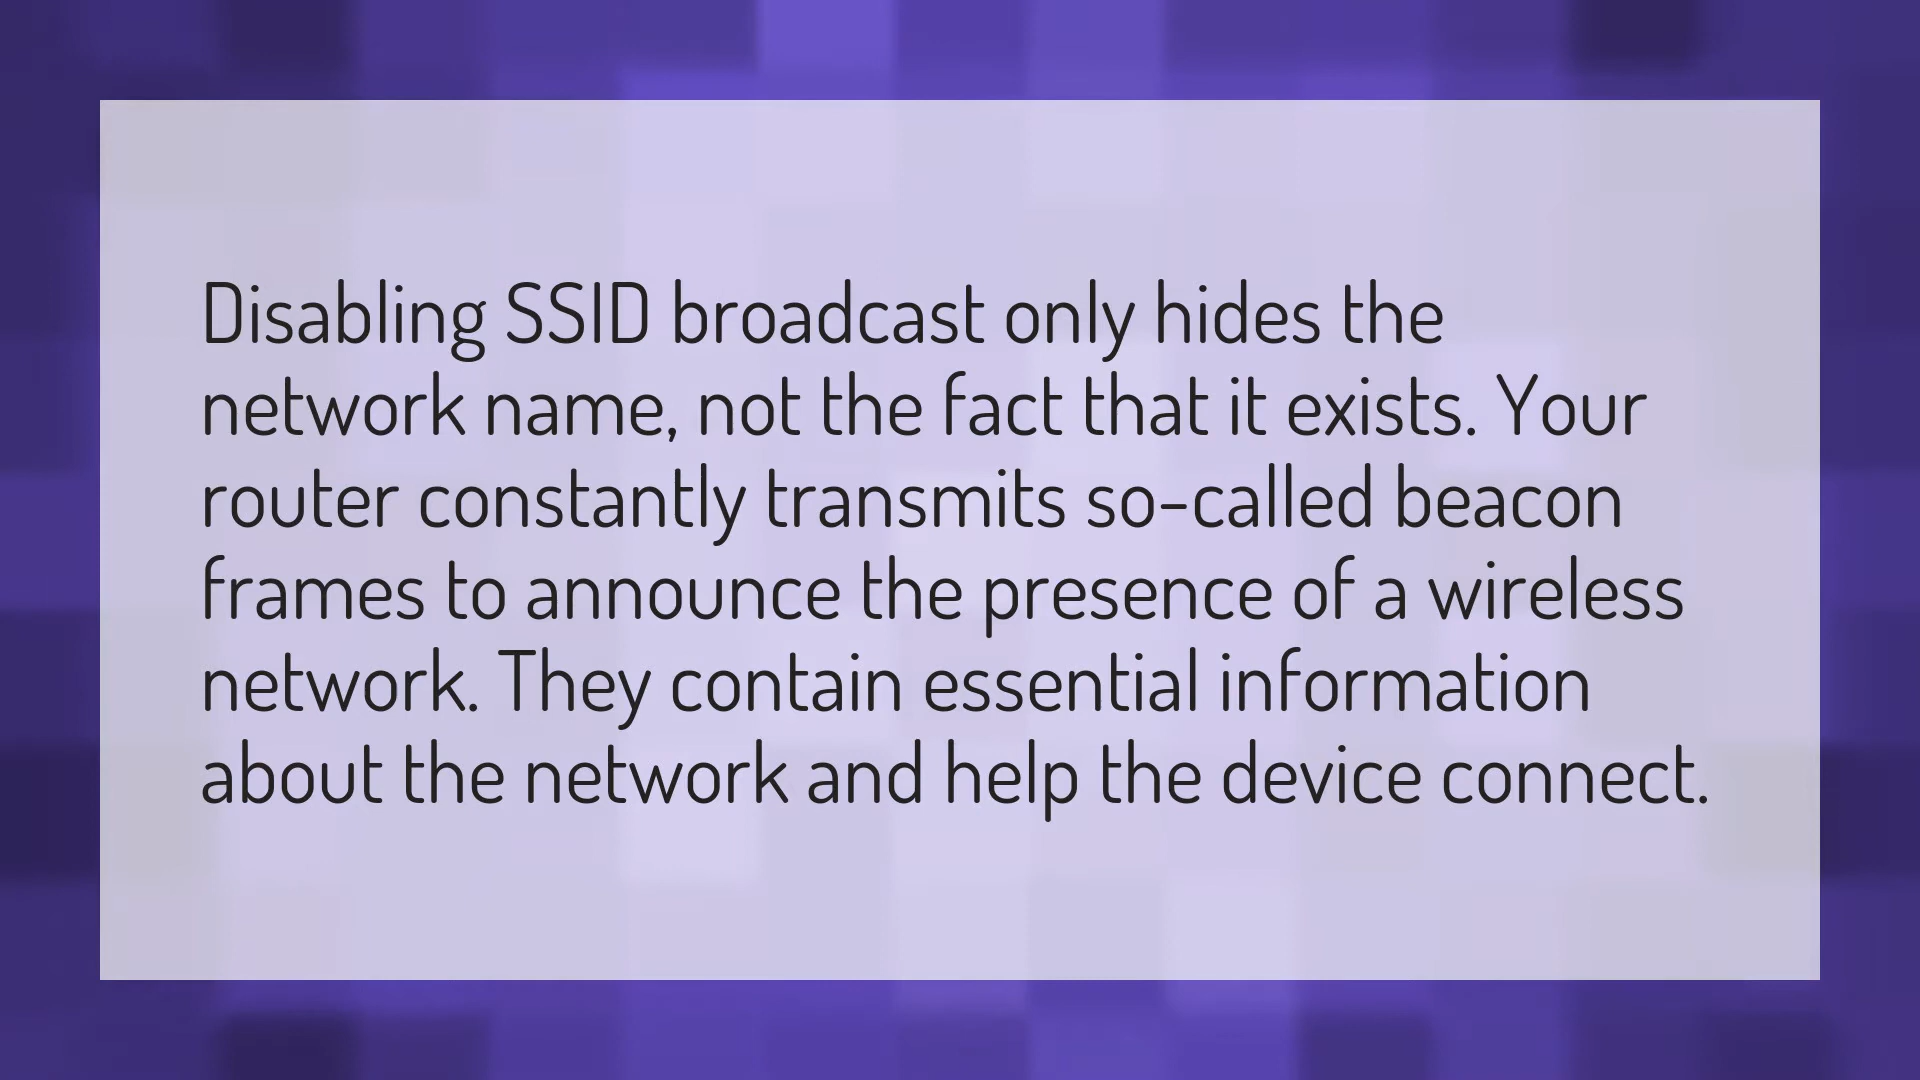 Disabling SSID broadcast only hides the
network name, not the fact that it exists. Your
router constantly transmits so-called beacon
frames to announce the presence of a wireless
network. They contain essential information
about the network and help the device connect.